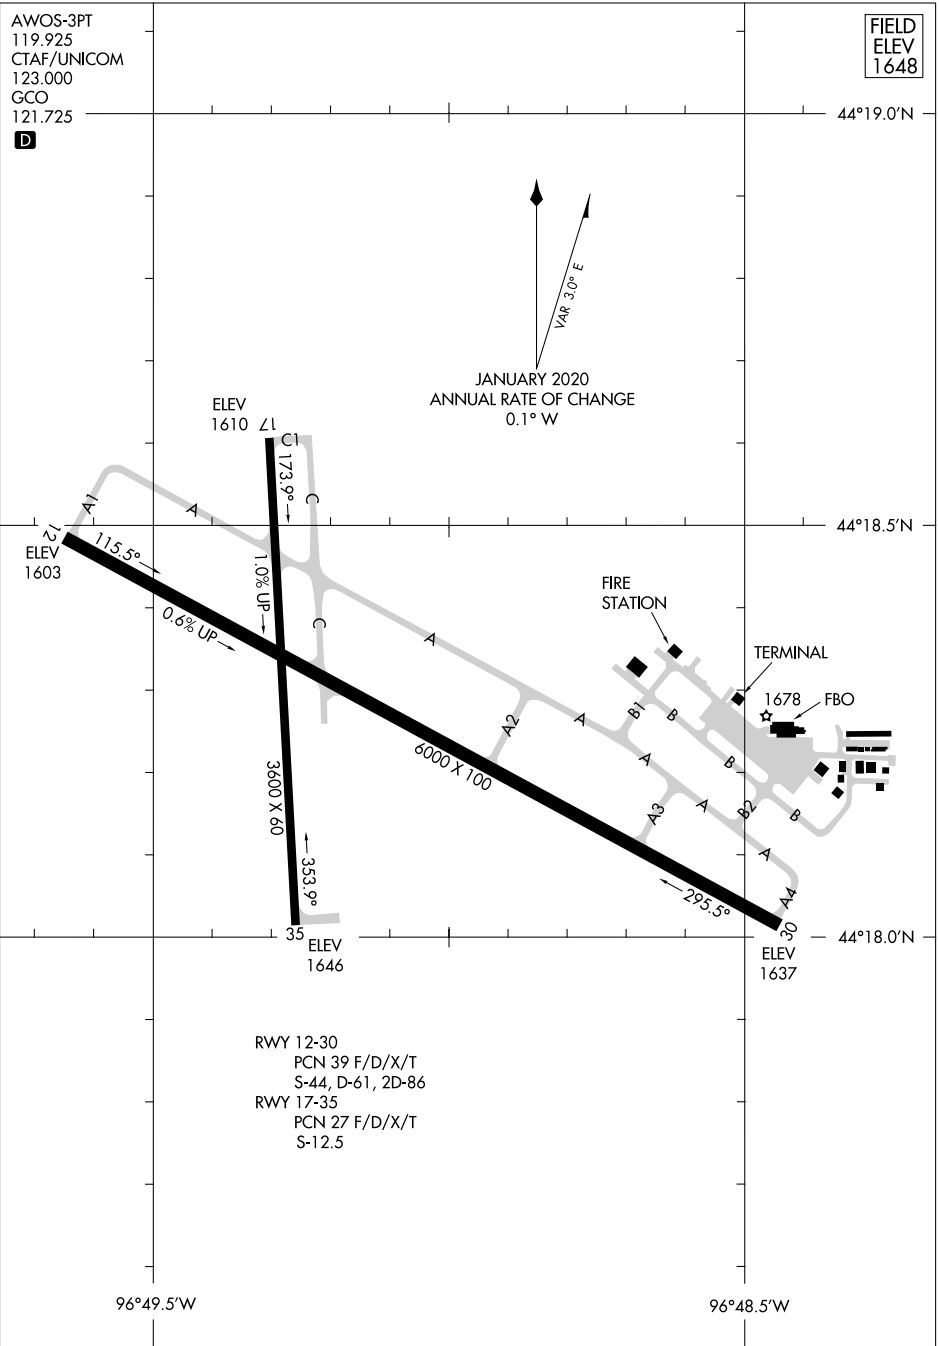 AWOS-3PT
119.925
CTAF/UNICOM
123.000
GCO
121.725
D
FIELD
ELEV
1648
44°19.0'N
VAR 3.0° E
JANUARY 2020
ANNUAL RATE OF CHANGE
0.1° W
ELEV
1610
17
C1
173.9°
C
A1
A
12
ELEV
1603
115.5°
44°18.5'N
1.0% UP
0.6% UP
C
A
FIRE
STATION
TERMINAL
1678
FBO
B1
B
A2
A
A
B
6000 X 100
3600 X 60
A3
A
B2
B
A
353.9°
295.5°
A4
30
35
ELEV
1646
44°18.0'N
ELEV
1637
RWY 12-30
PCN 39 F/D/X/T
S-44, D-61, 2D-86
RWY 17-35
PCN 27 F/D/X/T
S-12.5
96°49.5'W
96°48.5'W